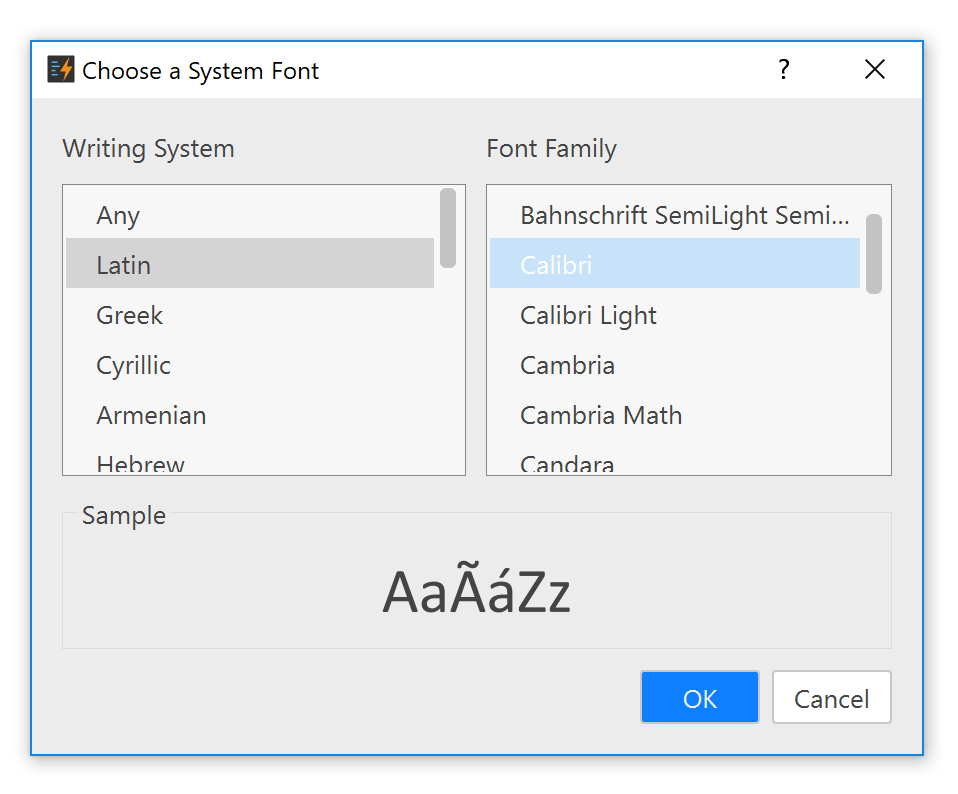 Choose a System Font
?
Writing System
Any
Latin
Greek
Cyrillic
Armenian
Hebrew
Font Family
Bahnschrift SemiLight Semi...
Calibri
Calibri Light
Cambria
Cambria Math
Candara
Sample
AaÃáZz
OK
Cancel